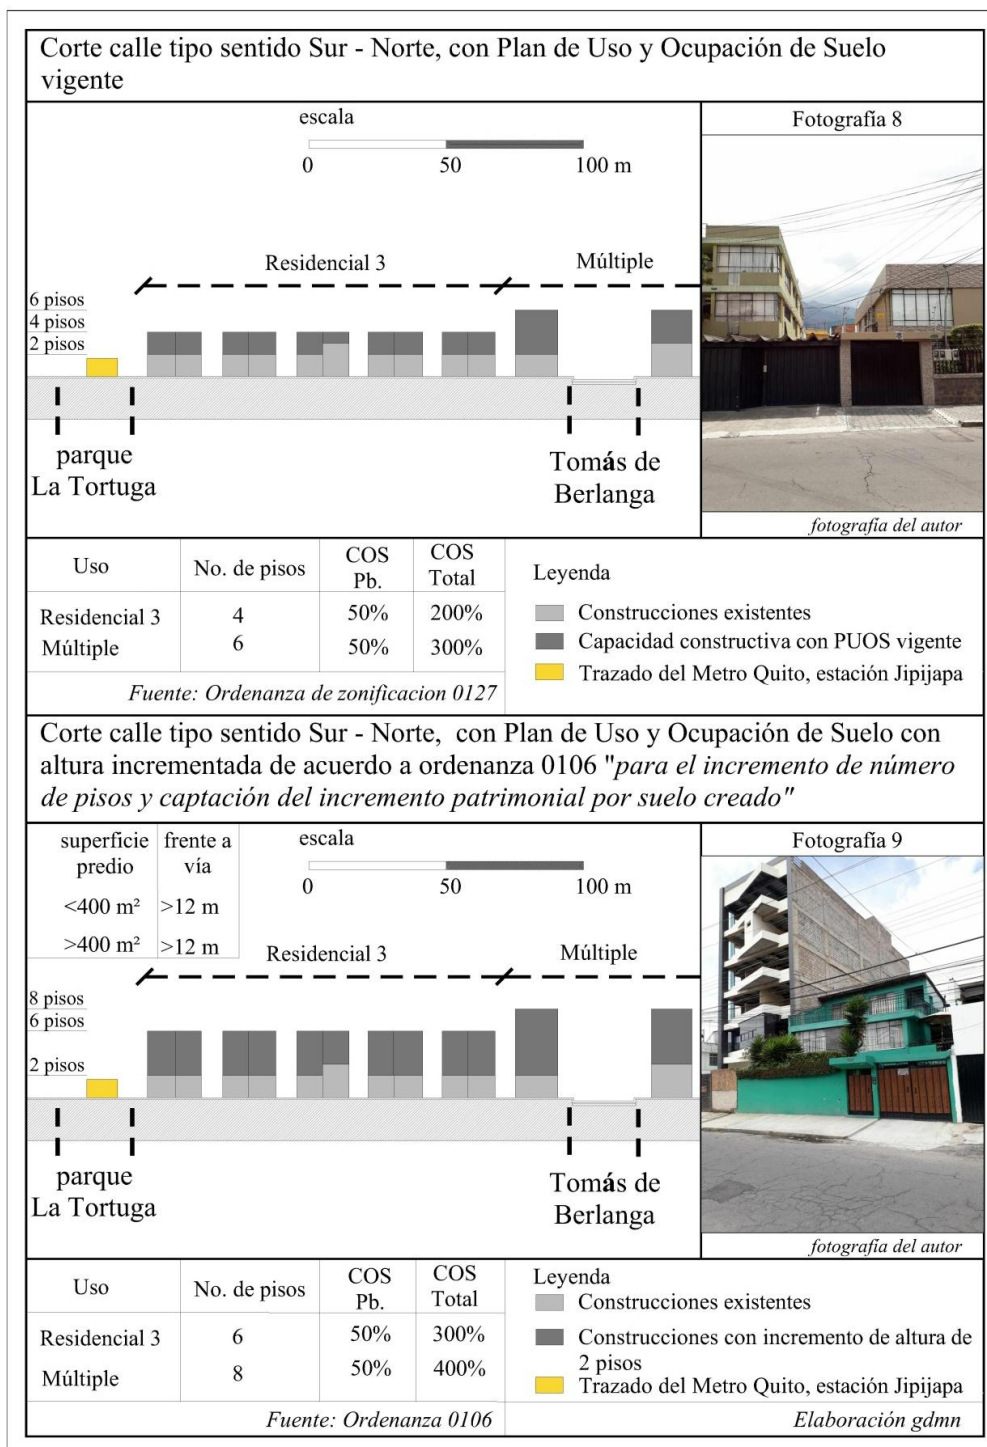 Corte calle tipo sentido Sur - Norte, con Plan de Uso y Ocupación de Suelo
vigente
escala
0 50 100 m
Fotografía 8
Residencial 3
Múltiple
6 pisos
4 pisos
2 pisos
parque
La Tortuga
Tomás de
Berlanga
fotografía del autor
Uso No. de pisos COS Pb. COS Total
Residencial 3 4 50% 200%
Múltiple 6 50% 300%
Fuente: Ordenanza de zonificacion 0127
Leyenda
Construcciones existentes
Capacidad constructiva con PUOS vigente
Trazado del Metro Quito, estación Jipijapa
Corte calle tipo sentido Sur - Norte, con Plan de Uso y Ocupación de Suelo con
altura incrementada de acuerdo a ordenanza 0106 "para el incremento de número
de pisos y captación del incremento patrimonial por suelo creado"
superficie predio frente a vía
<400 m² >12 m
>400 m² >12 m
escala
0 50 100 m
Fotografía 9
Residencial 3
Múltiple
8 pisos
6 pisos
2 pisos
parque
La Tortuga
Tomás de
Berlanga
fotografía del autor
Uso No. de pisos COS Pb. COS Total
Residencial 3 6 50% 300%
Múltiple 8 50% 400%
Fuente: Ordenanza 0106
Leyenda
Construcciones existentes
Construcciones con incremento de altura de
2 pisos
Trazado del Metro Quito, estación Jipijapa
Elaboración gdmn